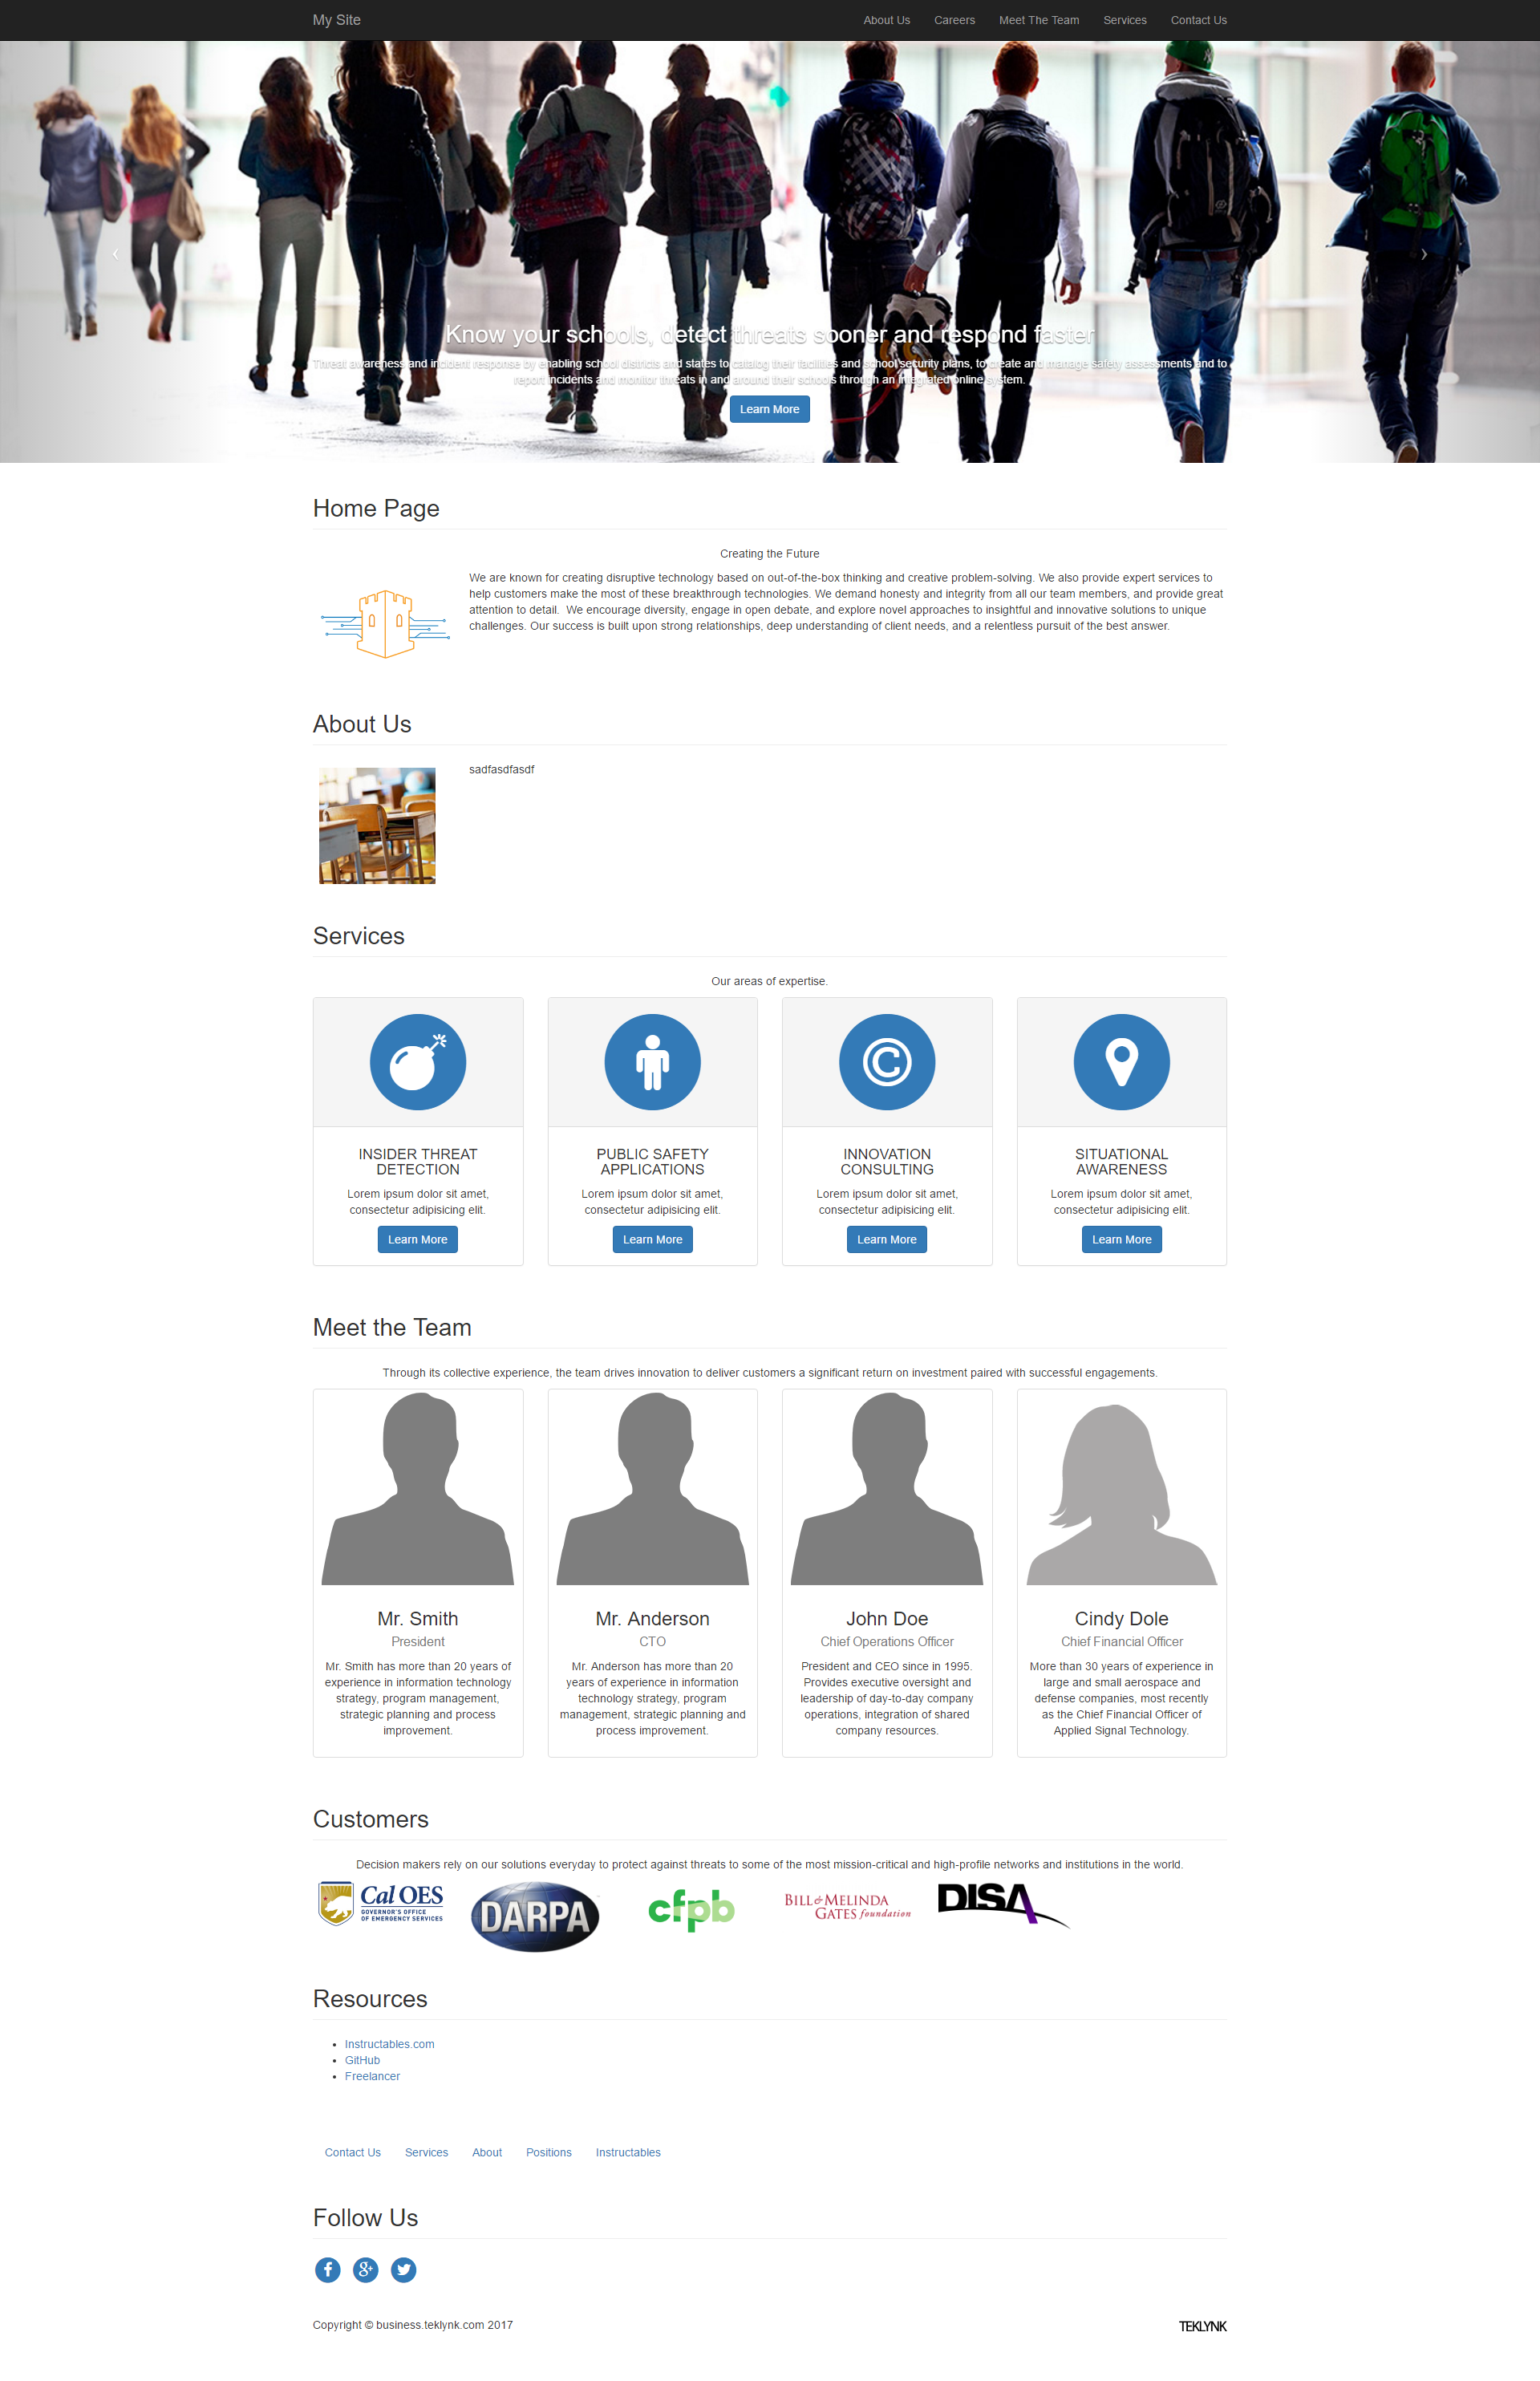 My Site
About Us Careers Meet The Team Services Contact Us
Know your schools, detect threats sooner and respond faster
Threat awareness and incident response by enabling school districts and states to catalog their facilities and school security plans, to create and manage safety assessments and to
report incidents and monitor threats in and around their schools through an integrated online system.
Learn More
Home Page
Creating the Future
We are known for creating disruptive technology based on out-of-the-box thinking and creative problem-solving. We also provide expert services to
help customers make the most of these breakthrough technologies. We demand honesty and integrity from all our team members, and provide great
attention to detail.  We encourage diversity, engage in open debate, and explore novel approaches to insightful and innovative solutions to unique
challenges. Our success is built upon strong relationships, deep understanding of client needs, and a relentless pursuit of the best answer.
About Us
sadfasdfasdf
Services
Our areas of expertise.
INSIDER THREAT
DETECTION
Lorem ipsum dolor sit amet,
consectetur adipisicing elit.
Learn More
PUBLIC SAFETY
APPLICATIONS
Lorem ipsum dolor sit amet,
consectetur adipisicing elit.
Learn More
©
INNOVATION
CONSULTING
Lorem ipsum dolor sit amet,
consectetur adipisicing elit.
Learn More
SITUATIONAL
AWARENESS
Lorem ipsum dolor sit amet,
consectetur adipisicing elit.
Learn More
Meet the Team
Through its collective experience, the team drives innovation to deliver customers a significant return on investment paired with successful engagements.
Mr. Smith
President
Mr. Smith has more than 20 years of
experience in information technology
strategy, program management,
strategic planning and process
improvement.
Mr. Anderson
CTO
Mr. Anderson has more than 20
years of experience in information
technology strategy, program
management, strategic planning and
process improvement.
John Doe
Chief Operations Officer
President and CEO since in 1995.
Provides executive oversight and
leadership of day-to-day company
operations, integration of shared
company resources.
Cindy Dole
Chief Financial Officer
More than 30 years of experience in
large and small aerospace and
defense companies, most recently
as the Chief Financial Officer of
Applied Signal Technology.
Customers
Decision makers rely on our solutions everyday to protect against threats to some of the most mission-critical and high-profile networks and institutions in the world.
Cal OES
GOVERNOR'S OFFICE
OF EMERGENCY SERVICES
DARPA
cfpb
BILL & MELINDA
GATES foundation
DISA
Resources
Instructables.com
GitHub
Freelancer
Contact Us Services About Positions Instructables
Follow Us
f g+
Copyright © business.teklynk.com 2017
TEKLYNK